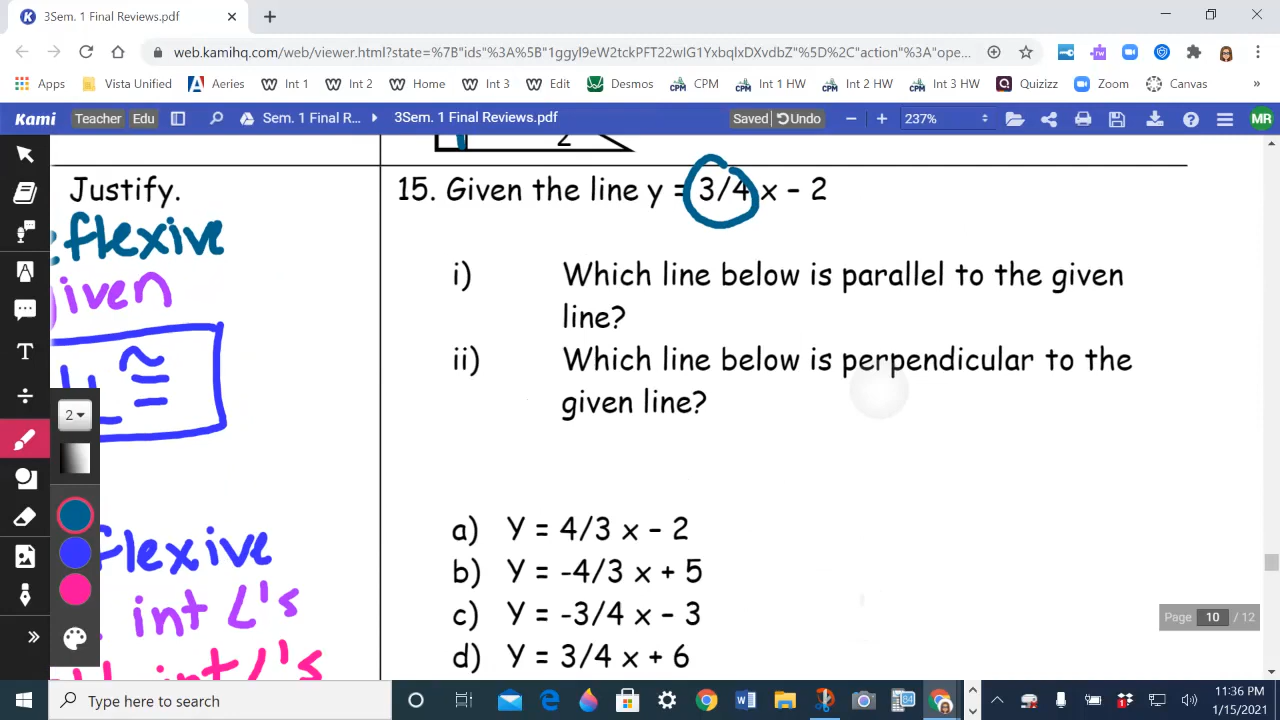 3Sem. 1 Final Reviews.pdf
web.kamihq.com/web/viewer.html?state=%7B"ids"%3A%5B"1ggyI9eW2tckPFT22wlG1YsYqlxDXvdbZ"%5D%2C"action"%3A"ope...
Apps Vista Unified Aeries Int 1 Int 2 Home Int 3 Edit Desmos CPM Int 1 HW Int 2 HW Int 3 HW Quizizz Zoom Canvas »
Kami Teacher Edu Sem. 1 Final R... 3Sem. 1 Final Reviews.pdf Saved Undo 237% MR
2
Justify.
flexive
given
≅
flexive
int ∠'s
int ∠'s
15. Given the line y = 3/4 x - 2
i) Which line below is parallel to the given
line?
ii) Which line below is perpendicular to the
given line?
a) Y = 4/3 x - 2
b) Y = -4/3 x + 5
c) Y = -3/4 x - 3
d) Y = 3/4 x + 6
2
Page 10 / 12
Type here to search
11:36 PM
1/15/2021